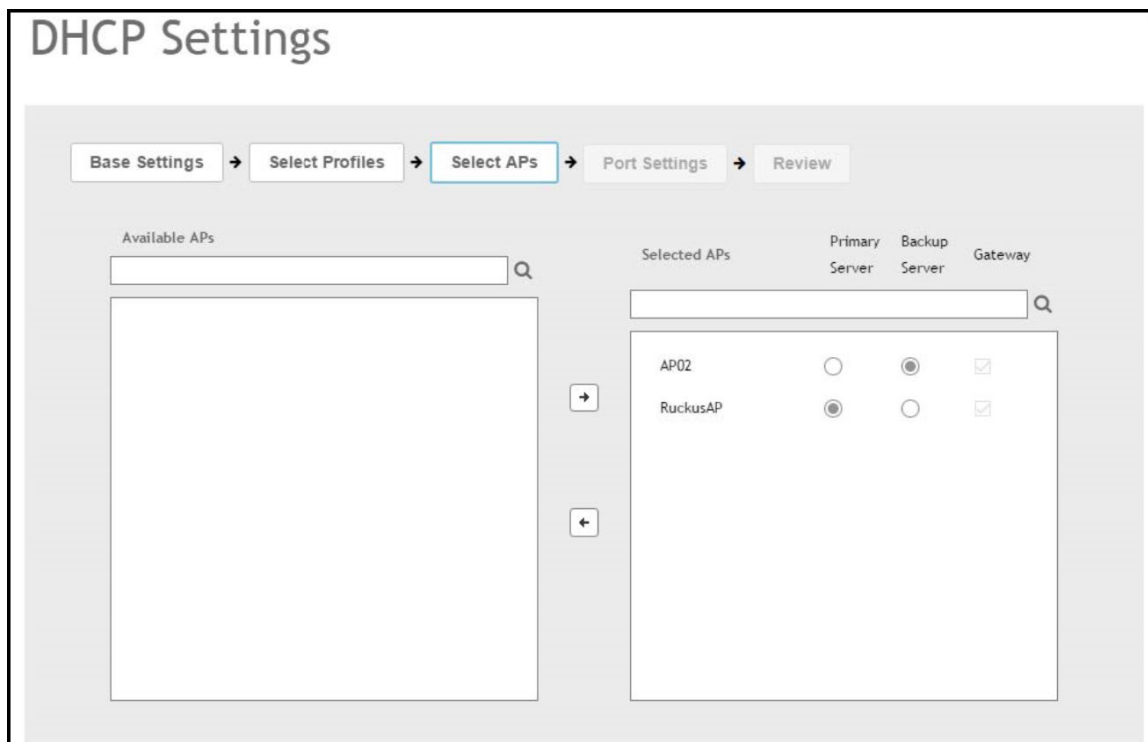 DHCP Settings
Base Settings
Select Profiles
Select APs
Port Settings
Review
Available APs
Selected APs
Primary Server
Backup Server
Gateway
AP02
RuckusAP